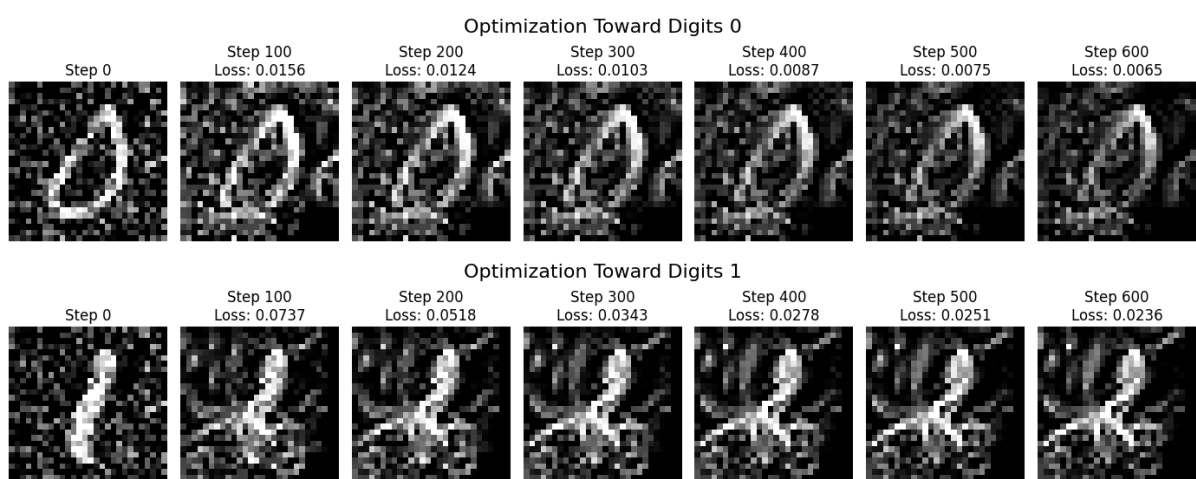 Optimization Toward Digits 0
Step 0
Step 100
Loss: 0.0156
Step 200
Loss: 0.0124
Step 300
Loss: 0.0103
Step 400
Loss: 0.0087
Step 500
Loss: 0.0075
Step 600
Loss: 0.0065
Optimization Toward Digits 1
Step 0
Step 100
Loss: 0.0737
Step 200
Loss: 0.0518
Step 300
Loss: 0.0343
Step 400
Loss: 0.0278
Step 500
Loss: 0.0251
Step 600
Loss: 0.0236